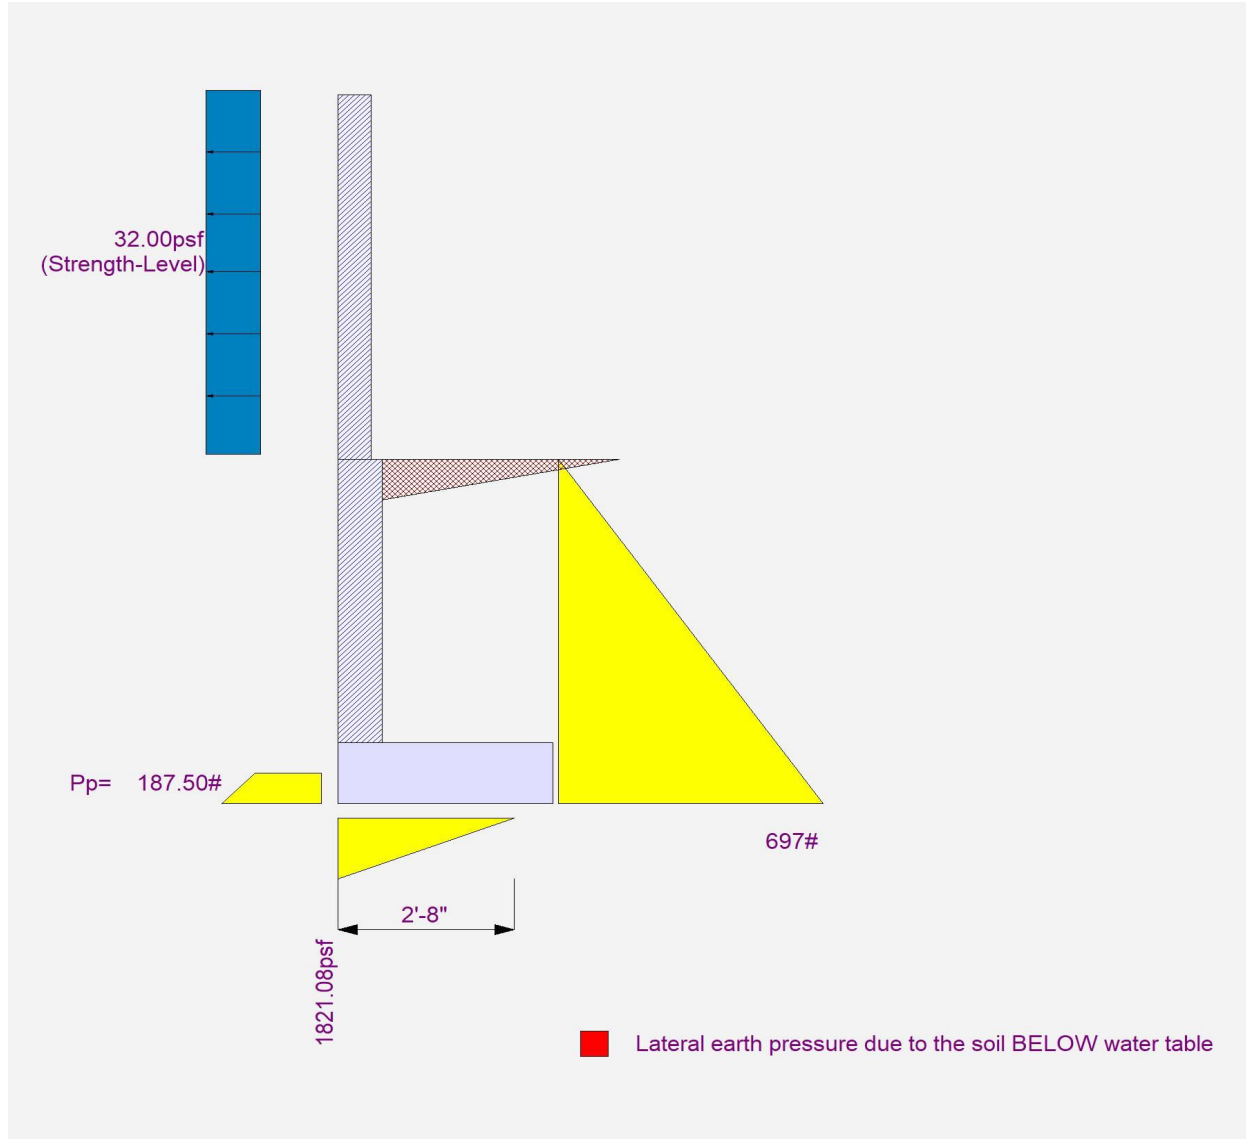 32.00psf
(Strength-Level)
Pp= 187.50#
697#
2'-8"
1821.08psf
Lateral earth pressure due to the soil BELOW water table